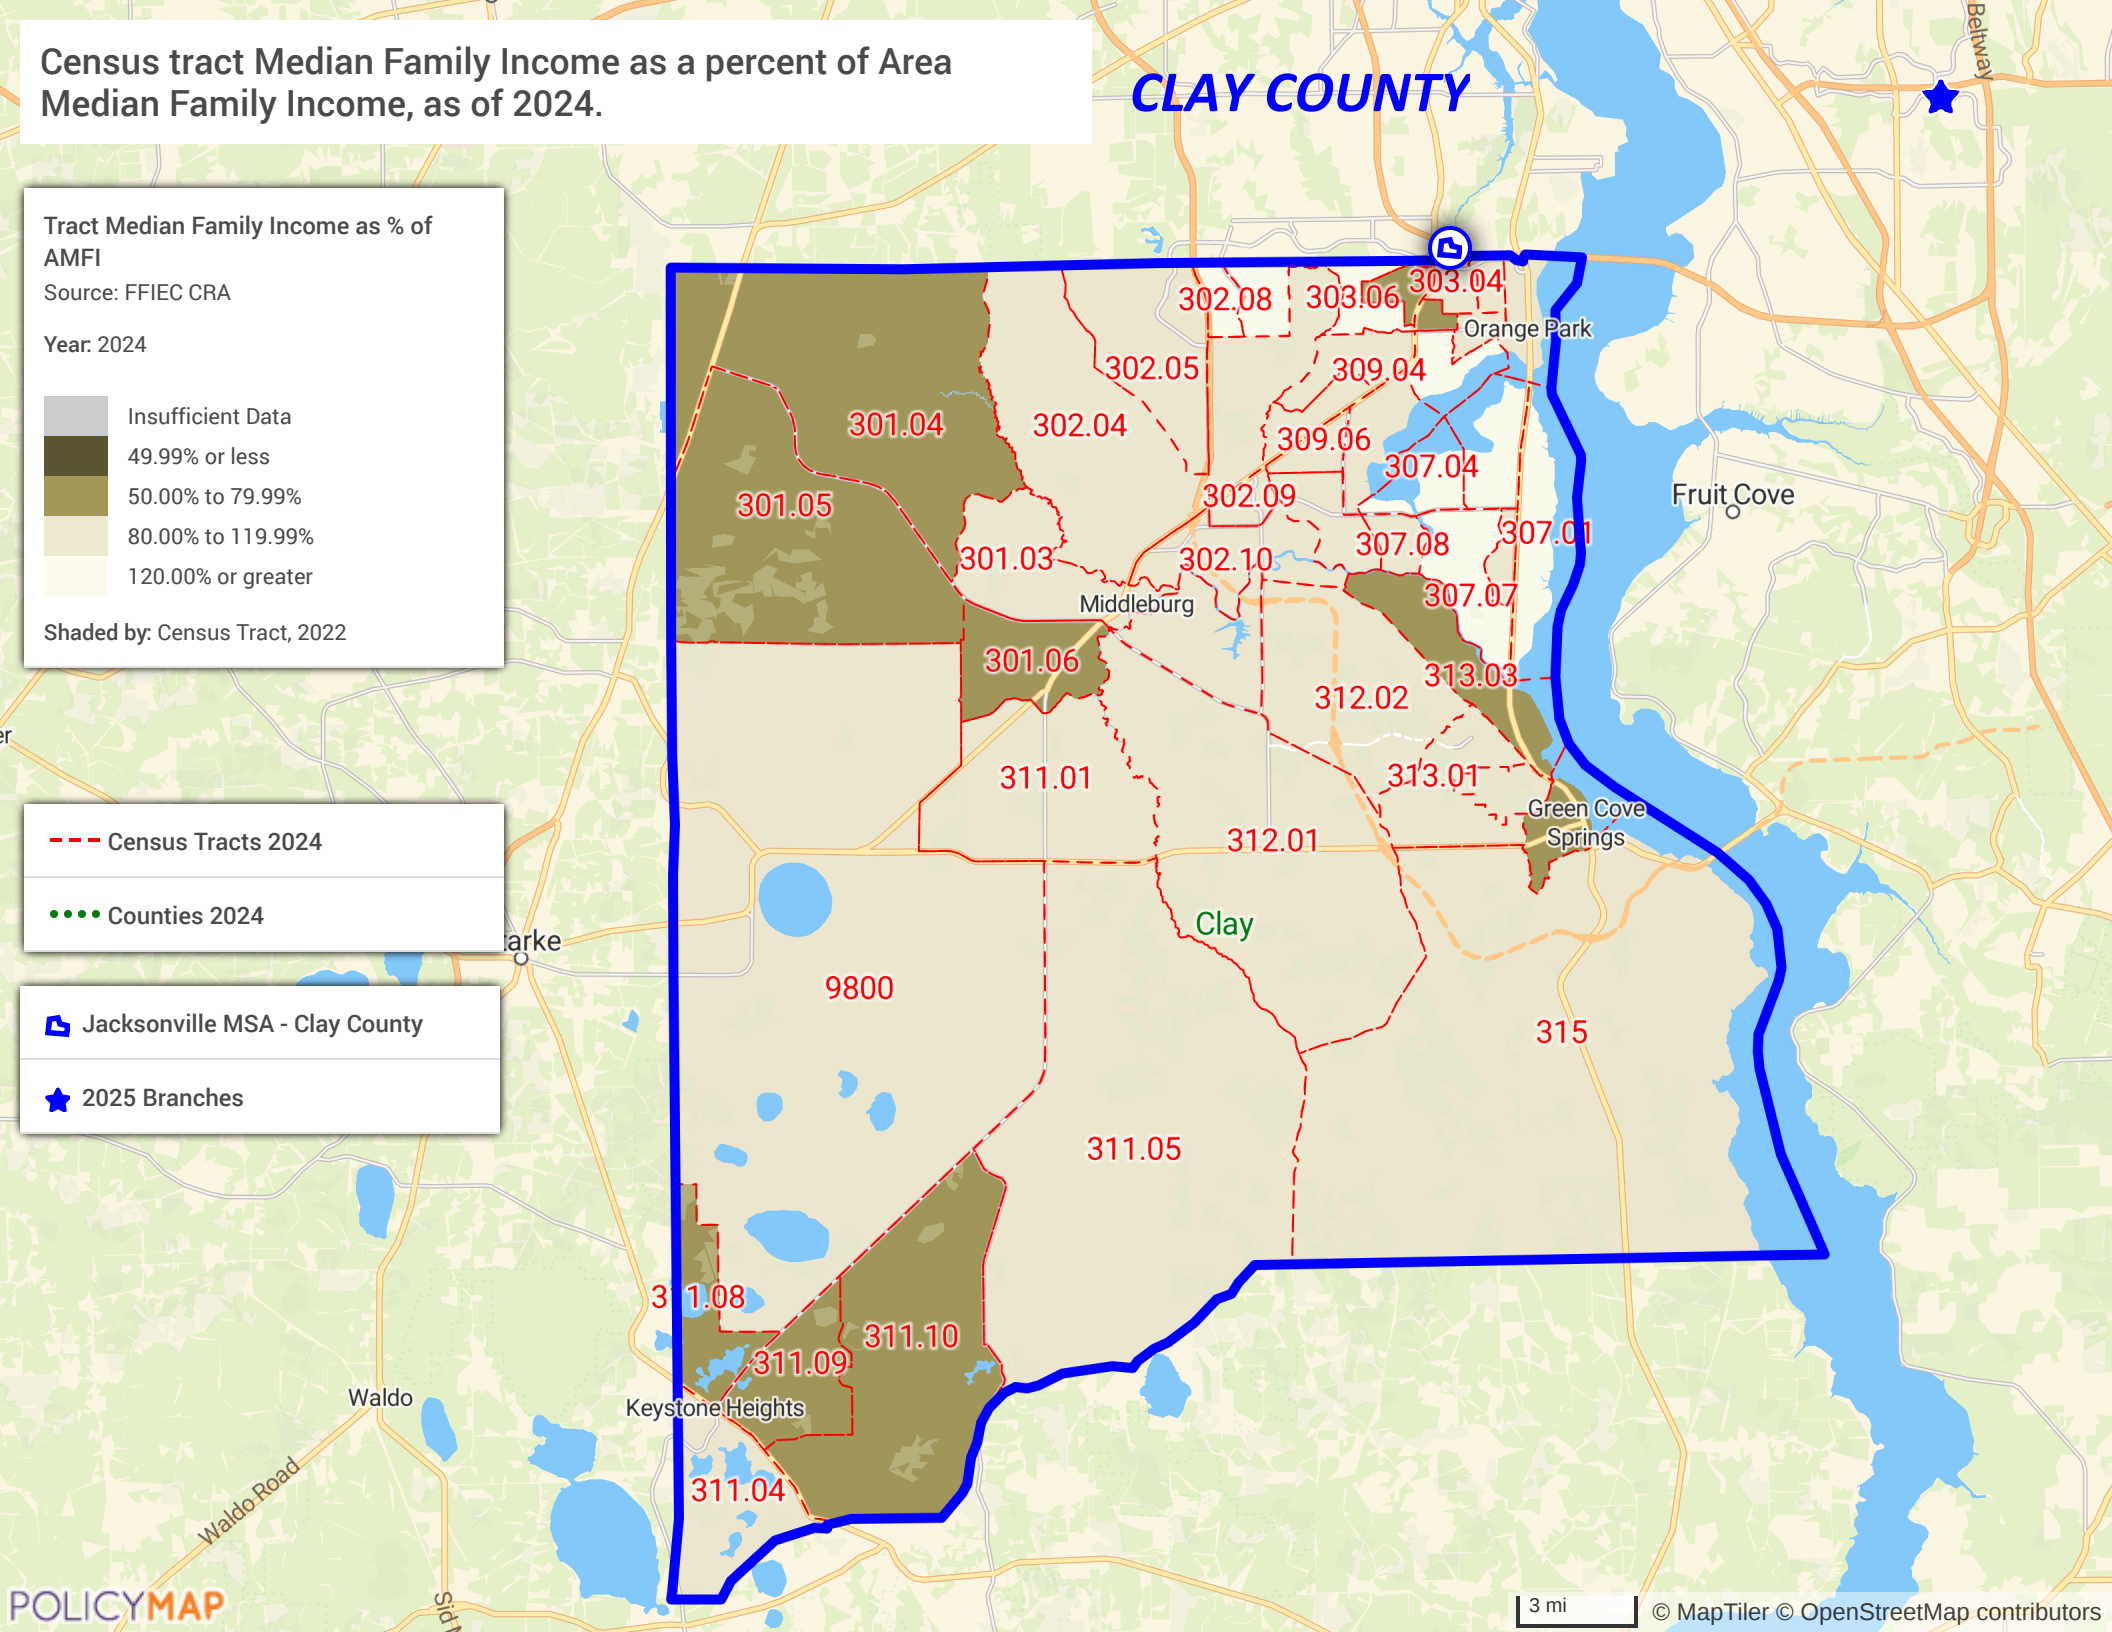 Census tract Median Family Income as a percent of Area
Median Family Income, as of 2024.
CLAY COUNTY
Beltway
Tract Median Family Income as % of
AMFI
Source: FFIEC CRA
Year: 2024
Insufficient Data
49.99% or less
50.00% to 79.99%
80.00% to 119.99%
120.00% or greater
Shaded by: Census Tract, 2022
Census Tracts 2024
Counties 2024
Jacksonville MSA - Clay County
2025 Branches
303.04
302.08
303.06
Orange Park
302.05
309.04
301.04
302.04
309.06
307.04
302.09
Fruit Cove
301.05
307.01
307.08
301.03
302.10
307.07
Middleburg
301.06
313.03
312.02
311.01
313.01
Green Cove
Springs
312.01
Clay
tarke
9800
315
311.05
311.08
311.10
311.09
Waldo
Keystone Heights
311.04
Waldo Road
POLICYMAP
3 mi
© MapTiler © OpenStreetMap contributors